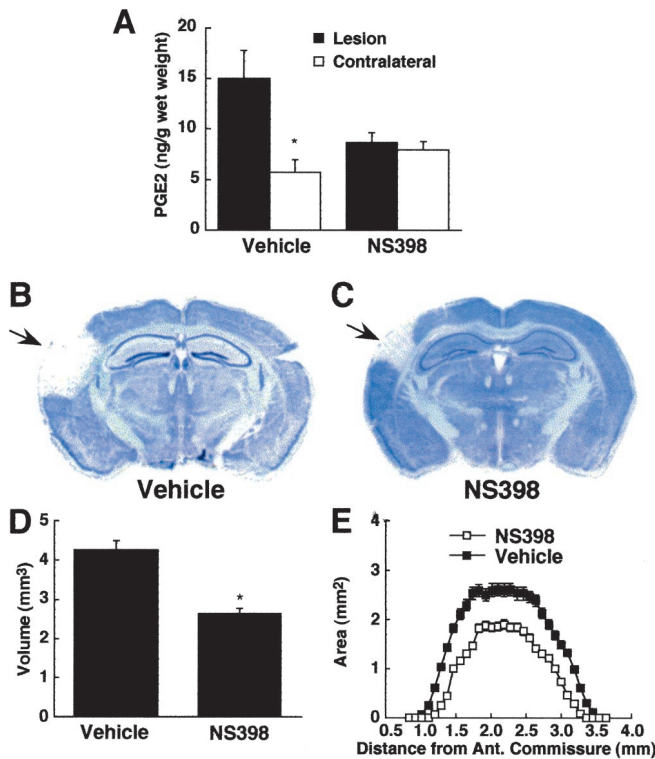 A
PGE2 (ng/g wet weight)
20
15
10
5
0
Lesion
Contralateral
*
Vehicle
NS398
B
Vehicle
C
NS398
D
Volume (mm³)
5
4
3
2
1
0
*
Vehicle
NS398
E
Area (mm²)
4
3
2
1
0
NS398
Vehicle
0.5 1.0 1.5 2.0 2.5 3.0 3.5 4.0
Distance from Ant. Commissure (mm)